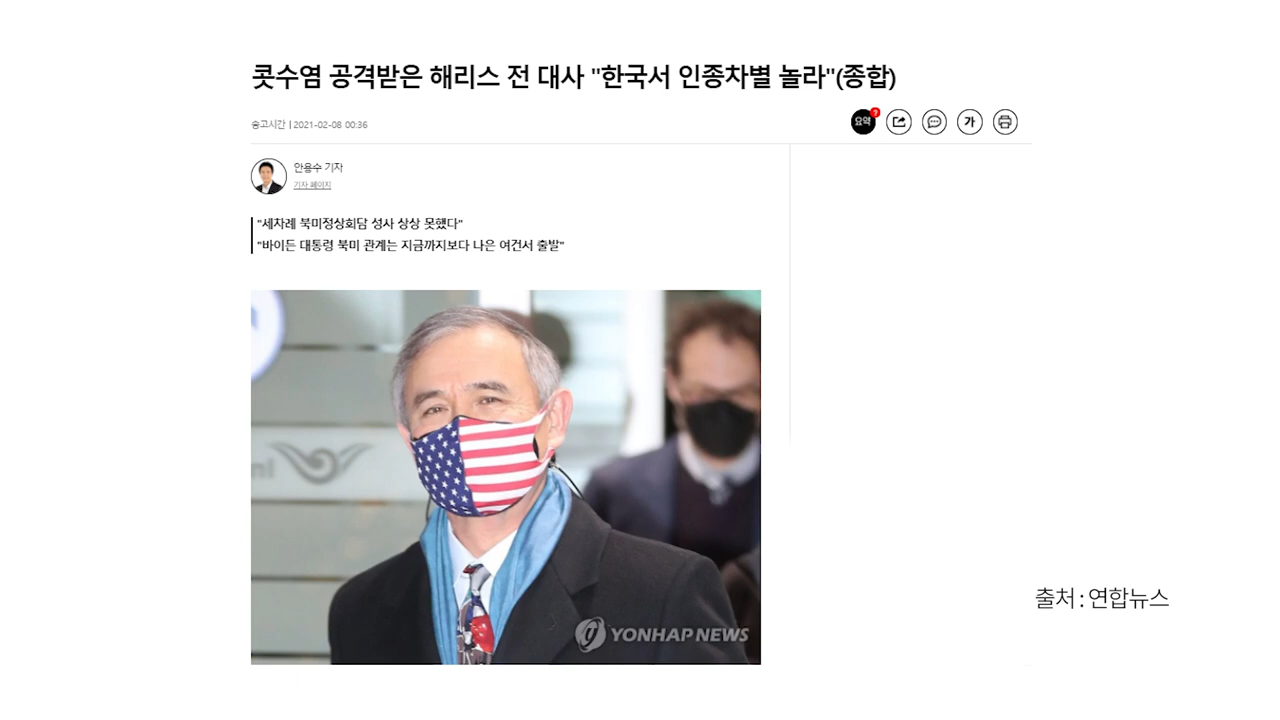 콧수염 공격받은 해리스 전 대사 "한국서 인종차별 놀라"(종합)
송고시간 | 2021-02-08 00:36
요약 ? 가
안용수 기자
기자 페이지
"세차례 북미정상회담 성사 상상 못했다"
"바이든 대통령 북미 관계는 지금까지보다 나은 여건서 출발"
YONHAP NEWS
출처 : 연합뉴스